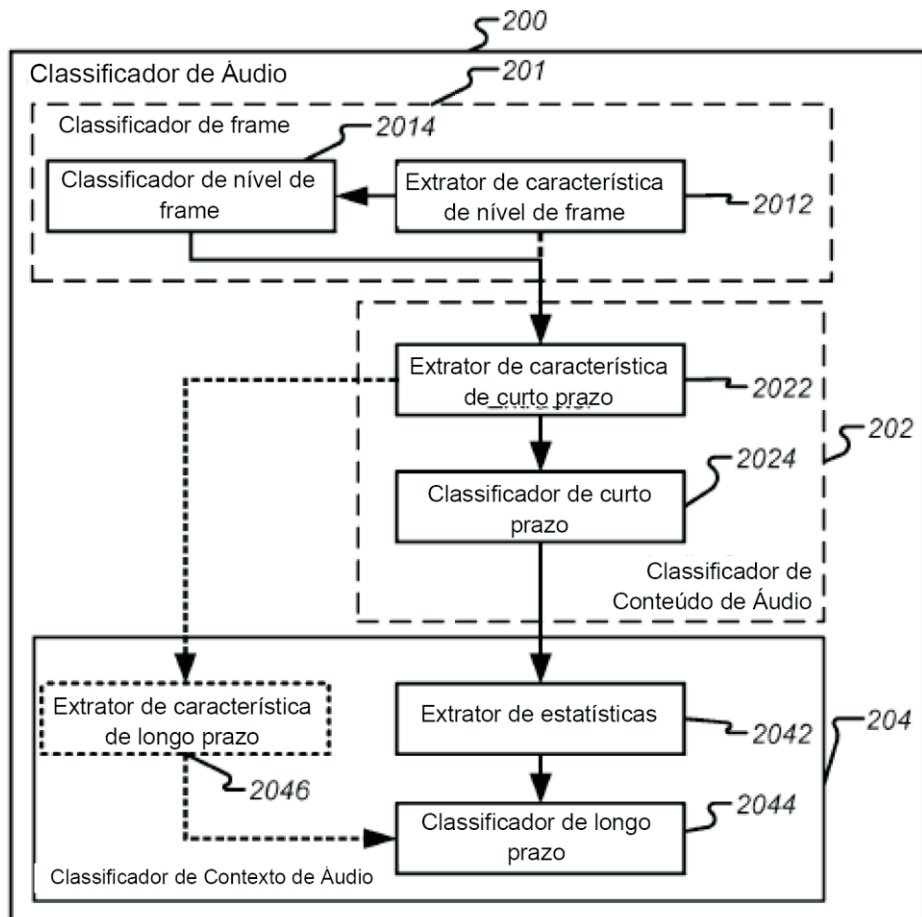 200
Classificador de Áudio
201
Classificador de frame
2014
Classificador de nível de
frame
Extrator de característica
de nível de frame
2012
Extrator de característica
de curto prazo
2022
202
2024
Classificador de curto
prazo
Classificador de
Conteúdo de Áudio
Extrator de característica
de longo prazo
Extrator de estatísticas
2042
204
2046
2044
Classificador de longo
prazo
Classificador de Contexto de Áudio